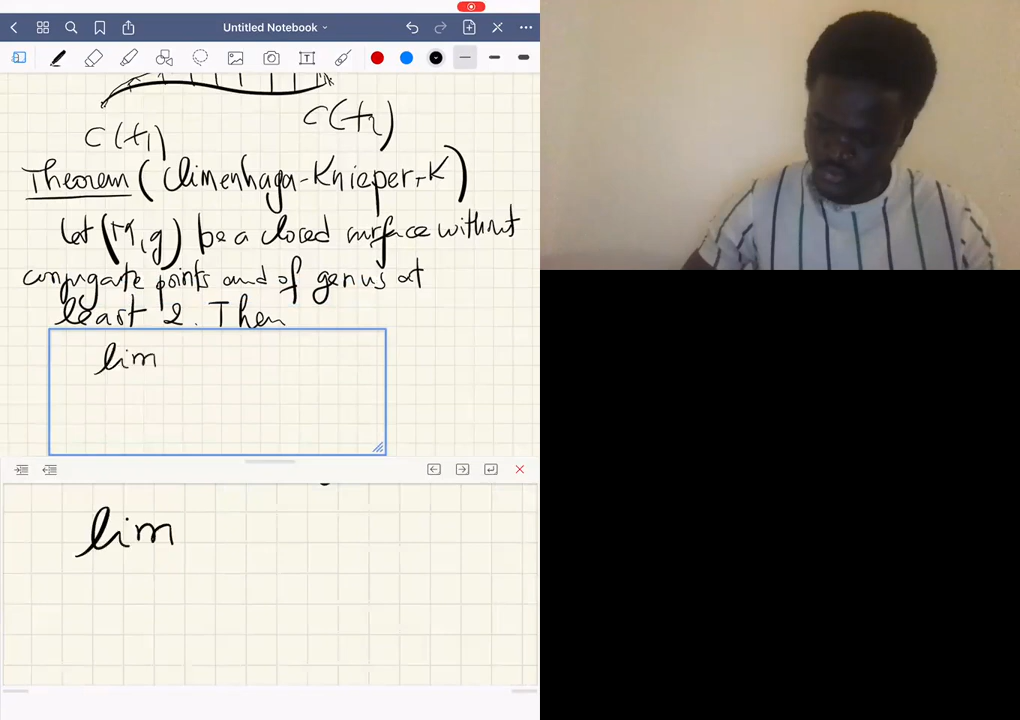 Untitled Notebook
C(t1)
C(t2)
Theorem (Climenhaga-Knieper-K)
Let (M,g) be a closed surface without
conjugate points and of genus at
least 2. Then
lim
lim